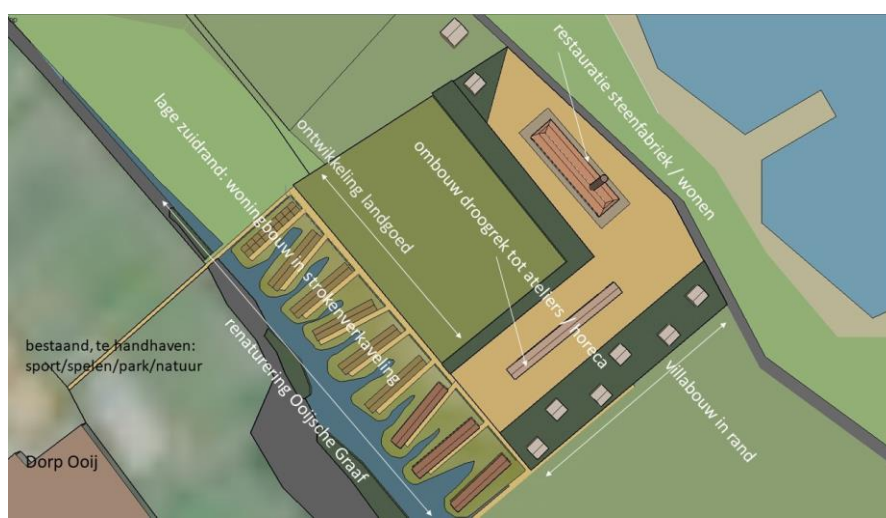 restauratie steenfabriek / wonen
ombouw droogrek tot ateliers / horeca
ontwikkeling landgoed
lage zuidrand: woningbouw in strokenverkaveling
renaturering Ooijsche Graaf
villabouw in rand
bestaand, te handhaven:
sport/spelen/park/natuur
Dorp Ooij